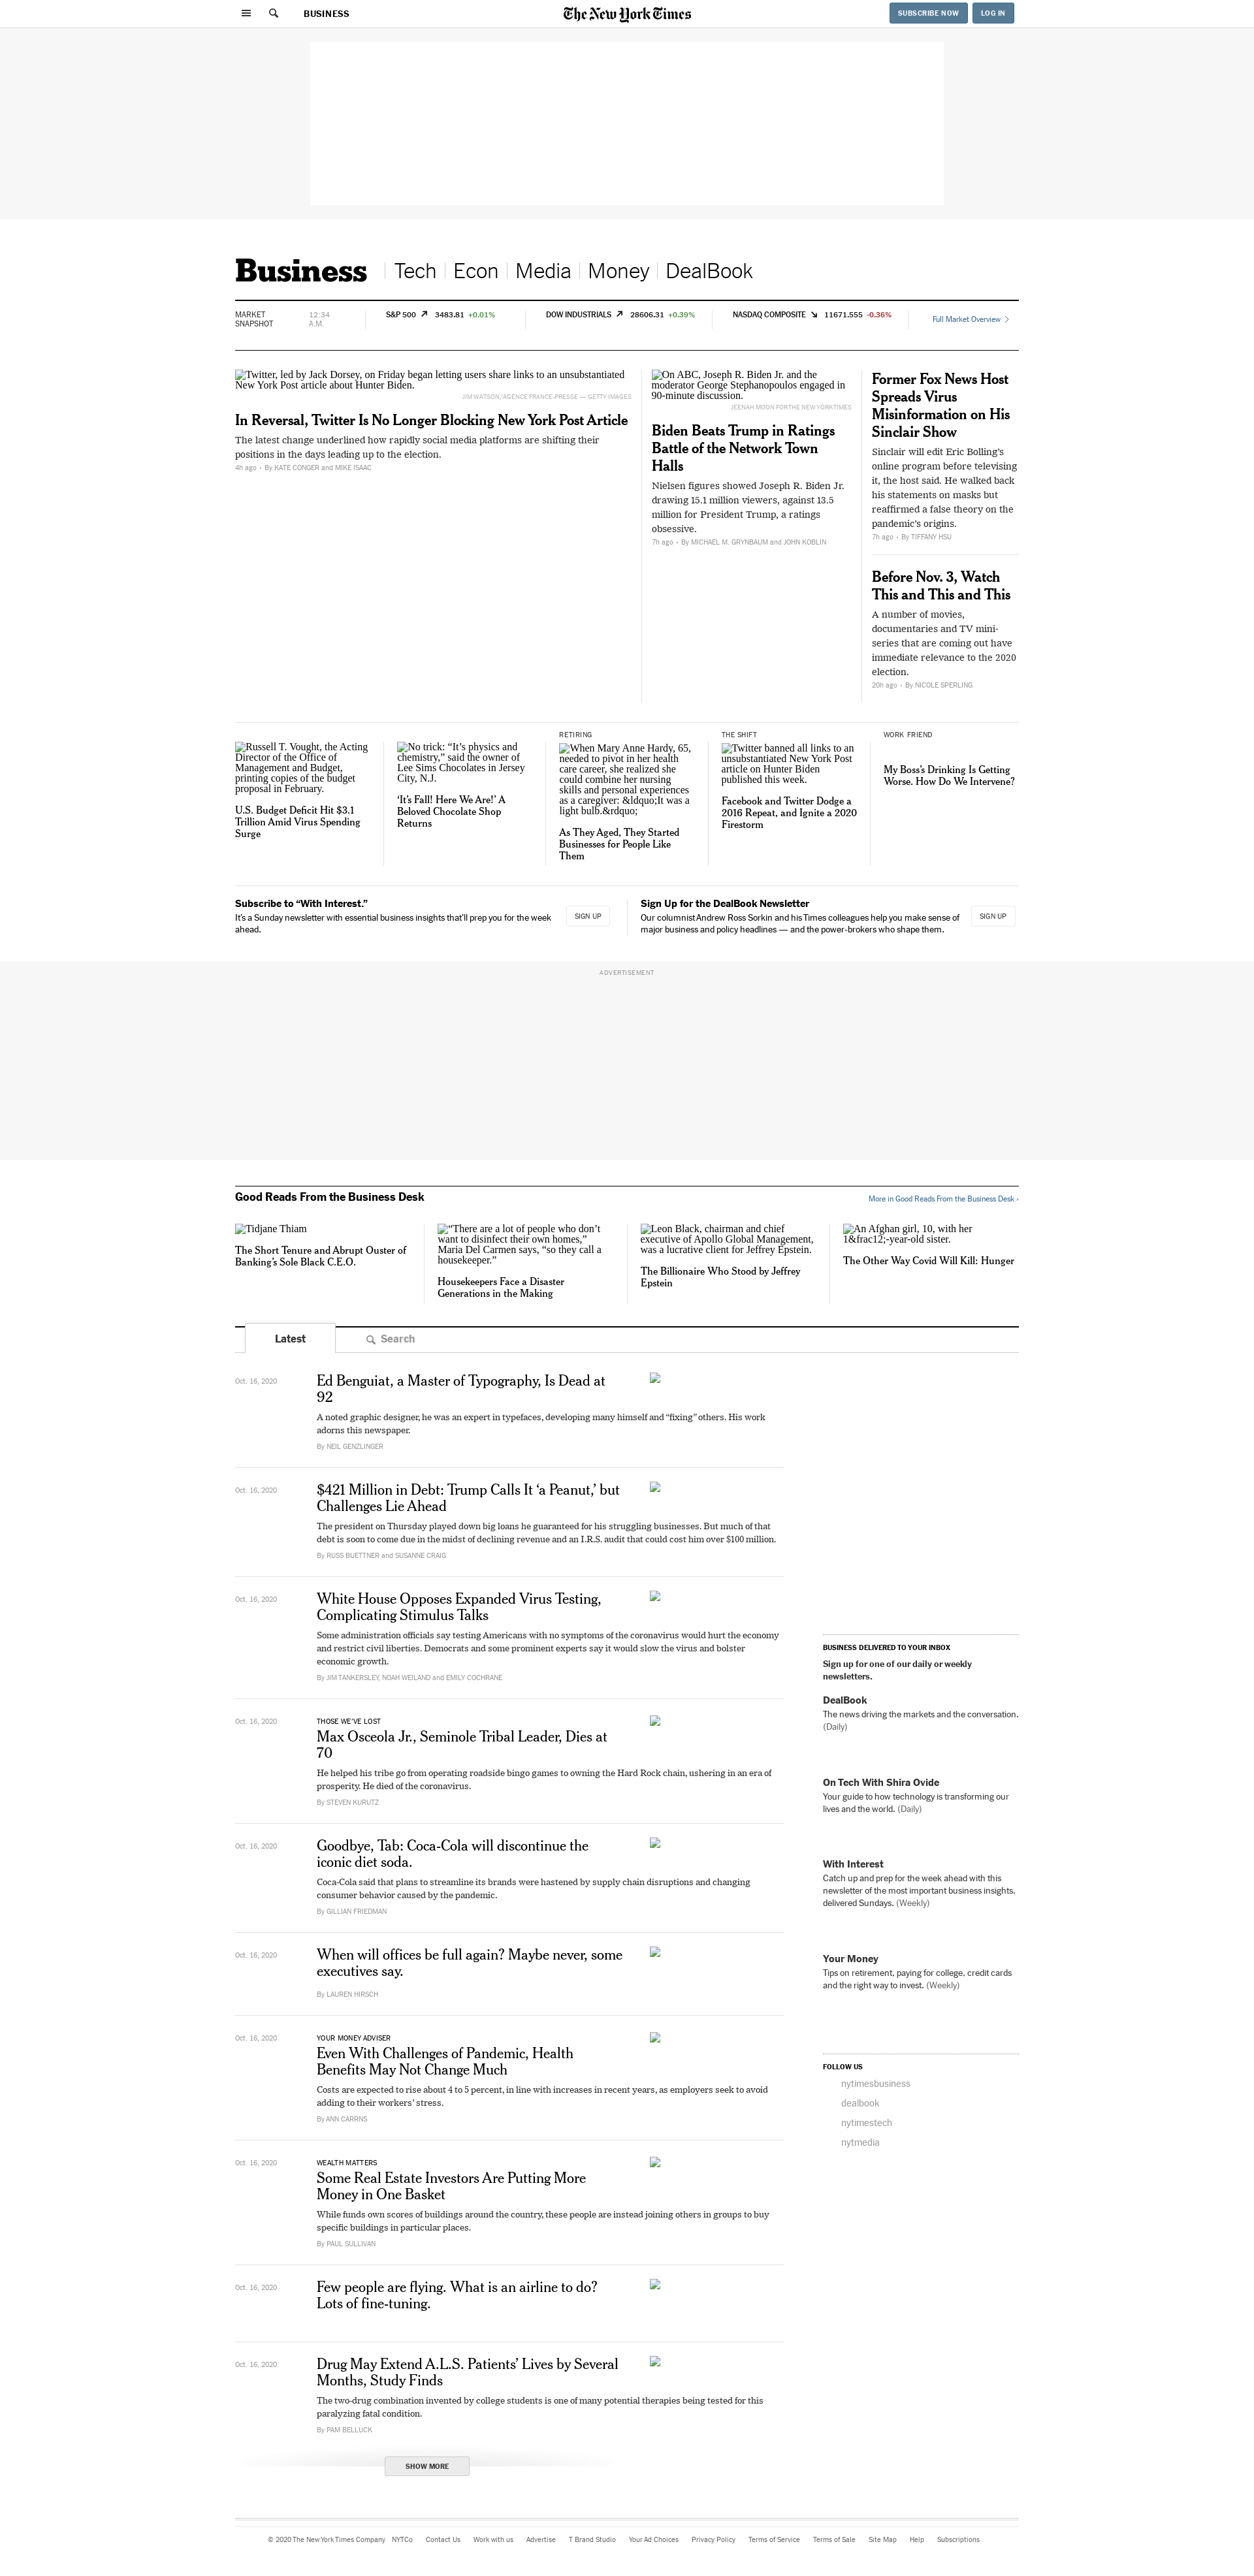 BUSINESS
The New York Times
SUBSCRIBE NOW
LOG IN
Business
Tech
Econ
Media
Money
DealBook
MARKET
SNAPSHOT
12:34
A.M.
S&P 500 3483.81 +0.01%
DOW INDUSTRIALS 28606.31 +0.39%
NASDAQ COMPOSITE 11671.555 -0.36%
Full Market Overview
Twitter, led by Jack Dorsey, on Friday began letting users share links to an unsubstantiated
New York Post article about Hunter Biden.
JIM WATSON/AGENCE FRANCE-PRESSE — GETTY IMAGES
In Reversal, Twitter Is No Longer Blocking New York Post Article
The latest change underlined how rapidly social media platforms are shifting their
positions in the days leading up to the election.
4h ago • By KATE CONGER and MIKE ISAAC
On ABC, Joseph R. Biden Jr. and the
moderator George Stephanopoulos engaged in
90-minute discussion.
JEENAH MOON FOR THE NEW YORK TIMES
Biden Beats Trump in Ratings
Battle of the Network Town
Halls
Nielsen figures showed Joseph R. Biden Jr.
drawing 15.1 million viewers, against 13.5
million for President Trump, a ratings
obsessive.
7h ago • By MICHAEL M. GRYNBAUM and JOHN KOBLIN
Former Fox News Host
Spreads Virus
Misinformation on His
Sinclair Show
Sinclair will edit Eric Bolling’s
online program before televising
it, the host said. He walked back
his statements on masks but
reaffirmed a false theory on the
pandemic’s origins.
7h ago • By TIFFANY HSU
Before Nov. 3, Watch
This and This and This
A number of movies,
documentaries and TV mini-
series that are coming out have
immediate relevance to the 2020
election.
20h ago • By NICOLE SPERLING
Russell T. Vought, the Acting
Director of the Office of
Management and Budget,
printing copies of the budget
proposal in February.
U.S. Budget Deficit Hit $3.1
Trillion Amid Virus Spending
Surge
No trick: “It’s physics and
chemistry,” said the owner of
Lee Sims Chocolates in Jersey
City, N.J.
‘It’s Fall! Here We Are!’ A
Beloved Chocolate Shop
Returns
RETIRING
When Mary Anne Hardy, 65,
needed to pivot in her health
care career, she realized she
could combine her nursing
skills and personal experiences
as a caregiver: &ldquo;It was a
light bulb.&rdquo;
As They Aged, They Started
Businesses for People Like
Them
THE SHIFT
Twitter banned all links to an
unsubstantiated New York Post
article on Hunter Biden
published this week.
Facebook and Twitter Dodge a
2016 Repeat, and Ignite a 2020
Firestorm
WORK FRIEND
My Boss’s Drinking Is Getting
Worse. How Do We Intervene?
Subscribe to “With Interest.”
It’s a Sunday newsletter with essential business insights that’ll prep you for the week
ahead.
SIGN UP
Sign Up for the DealBook Newsletter
Our columnist Andrew Ross Sorkin and his Times colleagues help you make sense of
major business and policy headlines — and the power-brokers who shape them.
SIGN UP
ADVERTISEMENT
Good Reads From the Business Desk
More in Good Reads From the Business Desk ›
Tidjane Thiam
The Short Tenure and Abrupt Ouster of
Banking’s Sole Black C.E.O.
“There are a lot of people who don’t
want to disinfect their own homes,”
Maria Del Carmen says, “so they call a
housekeeper.”
Housekeepers Face a Disaster
Generations in the Making
Leon Black, chairman and chief
executive of Apollo Global Management,
was a lucrative client for Jeffrey Epstein.
The Billionaire Who Stood by Jeffrey
Epstein
An Afghan girl, 10, with her
1&frac12;-year-old sister.
The Other Way Covid Will Kill: Hunger
Latest
Search
Oct. 16, 2020
Ed Benguiat, a Master of Typography, Is Dead at
92
A noted graphic designer, he was an expert in typefaces, developing many himself and “fixing” others. His work
adorns this newspaper.
By NEIL GENZLINGER
Oct. 16, 2020
$421 Million in Debt: Trump Calls It ‘a Peanut,’ but
Challenges Lie Ahead
The president on Thursday played down big loans he guaranteed for his struggling businesses. But much of that
debt is soon to come due in the midst of declining revenue and an I.R.S. audit that could cost him over $100 million.
By RUSS BUETTNER and SUSANNE CRAIG
Oct. 16, 2020
White House Opposes Expanded Virus Testing,
Complicating Stimulus Talks
Some administration officials say testing Americans with no symptoms of the coronavirus would hurt the economy
and restrict civil liberties. Democrats and some prominent experts say it would slow the virus and bolster
economic growth.
By JIM TANKERSLEY, NOAH WEILAND and EMILY COCHRANE
Oct. 16, 2020
THOSE WE’VE LOST
Max Osceola Jr., Seminole Tribal Leader, Dies at
70
He helped his tribe go from operating roadside bingo games to owning the Hard Rock chain, ushering in an era of
prosperity. He died of the coronavirus.
By STEVEN KURUTZ
Oct. 16, 2020
Goodbye, Tab: Coca-Cola will discontinue the
iconic diet soda.
Coca-Cola said that plans to streamline its brands were hastened by supply chain disruptions and changing
consumer behavior caused by the pandemic.
By GILLIAN FRIEDMAN
Oct. 16, 2020
When will offices be full again? Maybe never, some
executives say.
By LAUREN HIRSCH
Oct. 16, 2020
YOUR MONEY ADVISER
Even With Challenges of Pandemic, Health
Benefits May Not Change Much
Costs are expected to rise about 4 to 5 percent, in line with increases in recent years, as employers seek to avoid
adding to their workers’ stress.
By ANN CARRNS
Oct. 16, 2020
WEALTH MATTERS
Some Real Estate Investors Are Putting More
Money in One Basket
While funds own scores of buildings around the country, these people are instead joining others in groups to buy
specific buildings in particular places.
By PAUL SULLIVAN
Oct. 16, 2020
Few people are flying. What is an airline to do?
Lots of fine-tuning.
Oct. 16, 2020
Drug May Extend A.L.S. Patients’ Lives by Several
Months, Study Finds
The two-drug combination invented by college students is one of many potential therapies being tested for this
paralyzing fatal condition.
By PAM BELLUCK
SHOW MORE
BUSINESS DELIVERED TO YOUR INBOX
Sign up for one of our daily or weekly
newsletters.
DealBook
The news driving the markets and the conversation.
(Daily)
On Tech With Shira Ovide
Your guide to how technology is transforming our
lives and the world. (Daily)
With Interest
Catch up and prep for the week ahead with this
newsletter of the most important business insights,
delivered Sundays. (Weekly)
Your Money
Tips on retirement, paying for college, credit cards
and the right way to invest. (Weekly)
FOLLOW US
nytimesbusiness
dealbook
nytimestech
nytmedia
© 2020 The New York Times Company NYTCo Contact Us Work with us Advertise T Brand Studio Your Ad Choices Privacy Policy Terms of Service Terms of Sale Site Map Help Subscriptions